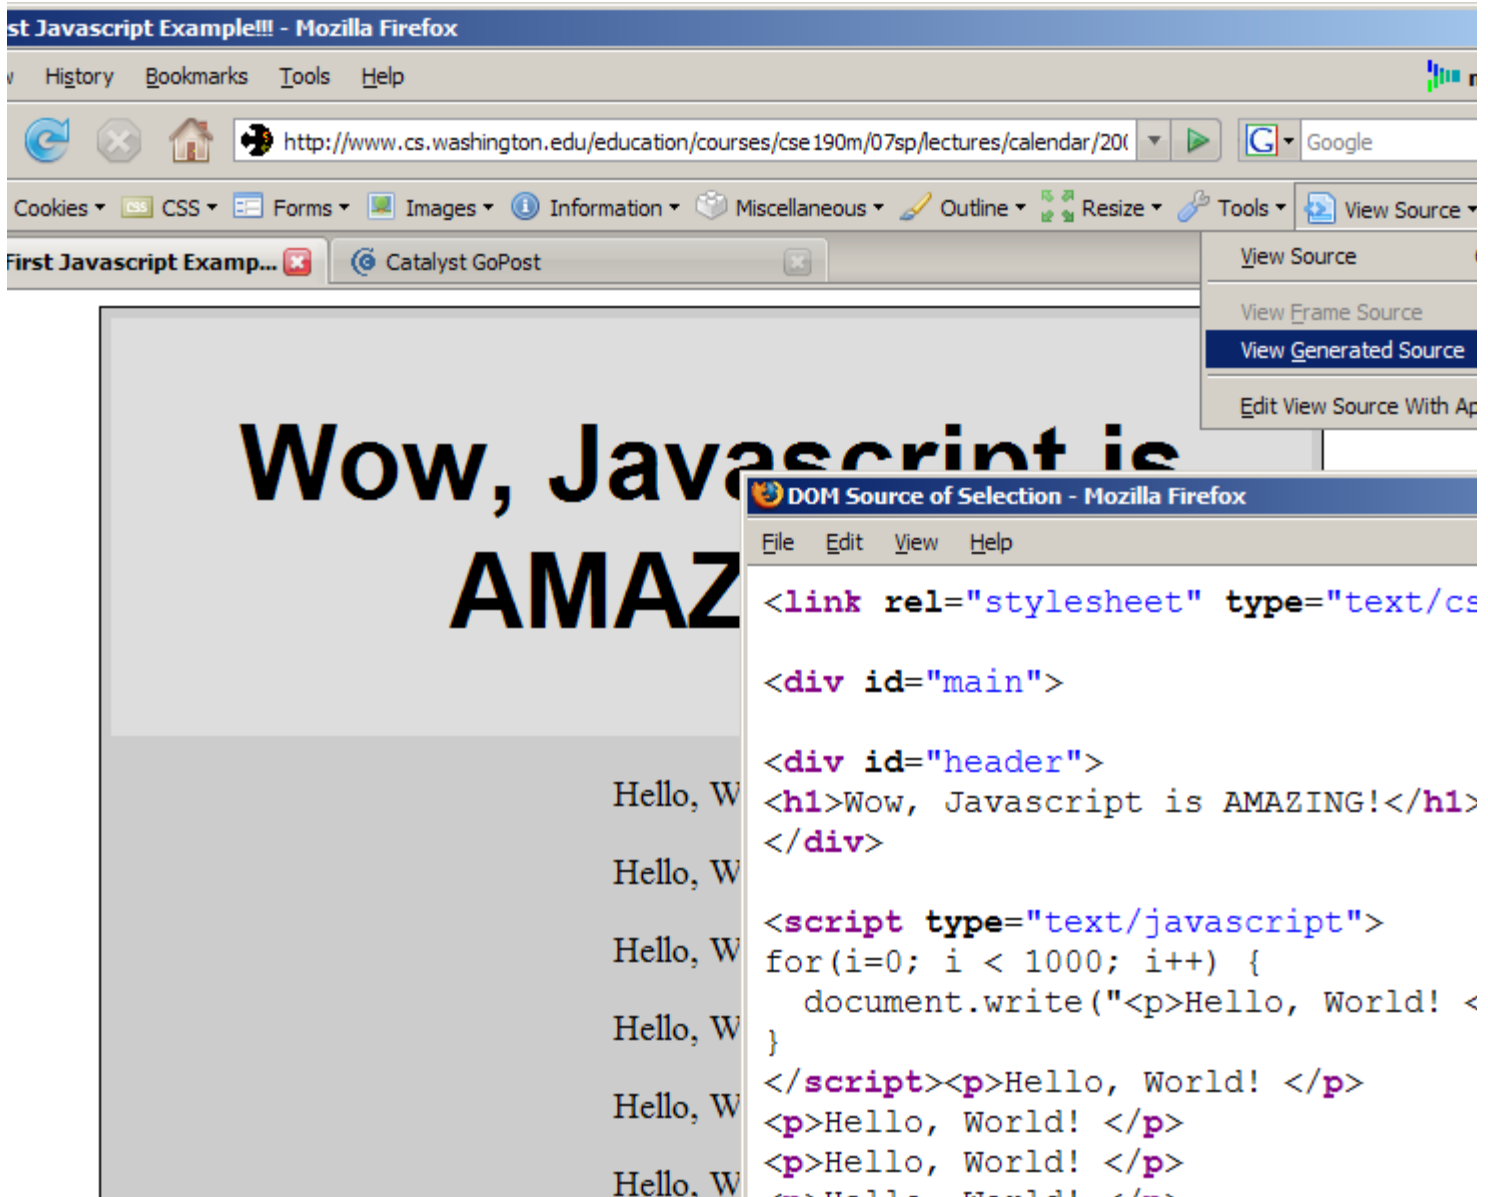 st Javascript Example!!! - Mozilla Firefox
History Bookmarks Tools Help
http://www.cs.washington.edu/education/courses/cse190m/07sp/lectures/calendar/200
G Google
Cookies CSS CSS Forms Images Information Miscellaneous Outline Resize Tools View Source
First Javascript Examp... Catalyst GoPost
View Source
View Frame Source
View Generated Source
Edit View Source With Ap
Wow, Javascript is
AMAZ
Hello, W
Hello, W
Hello, W
Hello, W
Hello, W
Hello, W
DOM Source of Selection - Mozilla Firefox
File Edit View Help
<link rel="stylesheet" type="text/cs
<div id="main">
<div id="header">
<h1>Wow, Javascript is AMAZING!</h1>
</div>
<script type="text/javascript">
for(i=0; i < 1000; i++) {
  document.write("<p>Hello, World! <
}
</script><p>Hello, World! </p>
<p>Hello, World! </p>
<p>Hello, World! </p>
<p>Hello, World! </p>